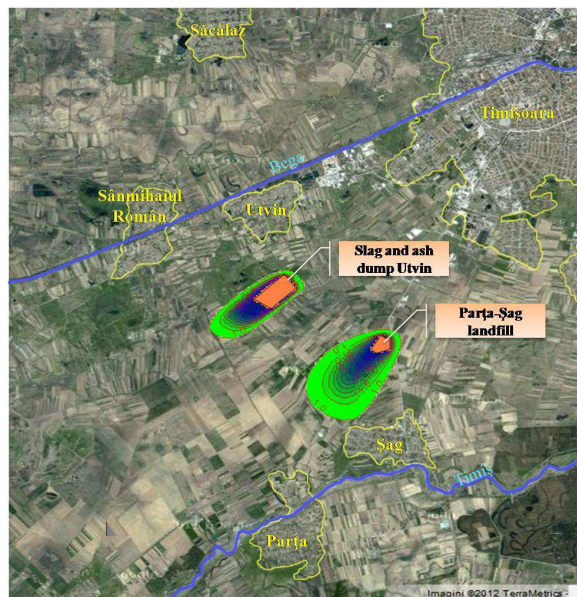 Săcălaz
Timişoara
Bega
Sânmihaiul
Român
Utvin
Slag and ash
dump Utvin
Parţa-Şag
landfill
Şag
Timiş
Parţa
Imagini ©2012 TerraMetrics -